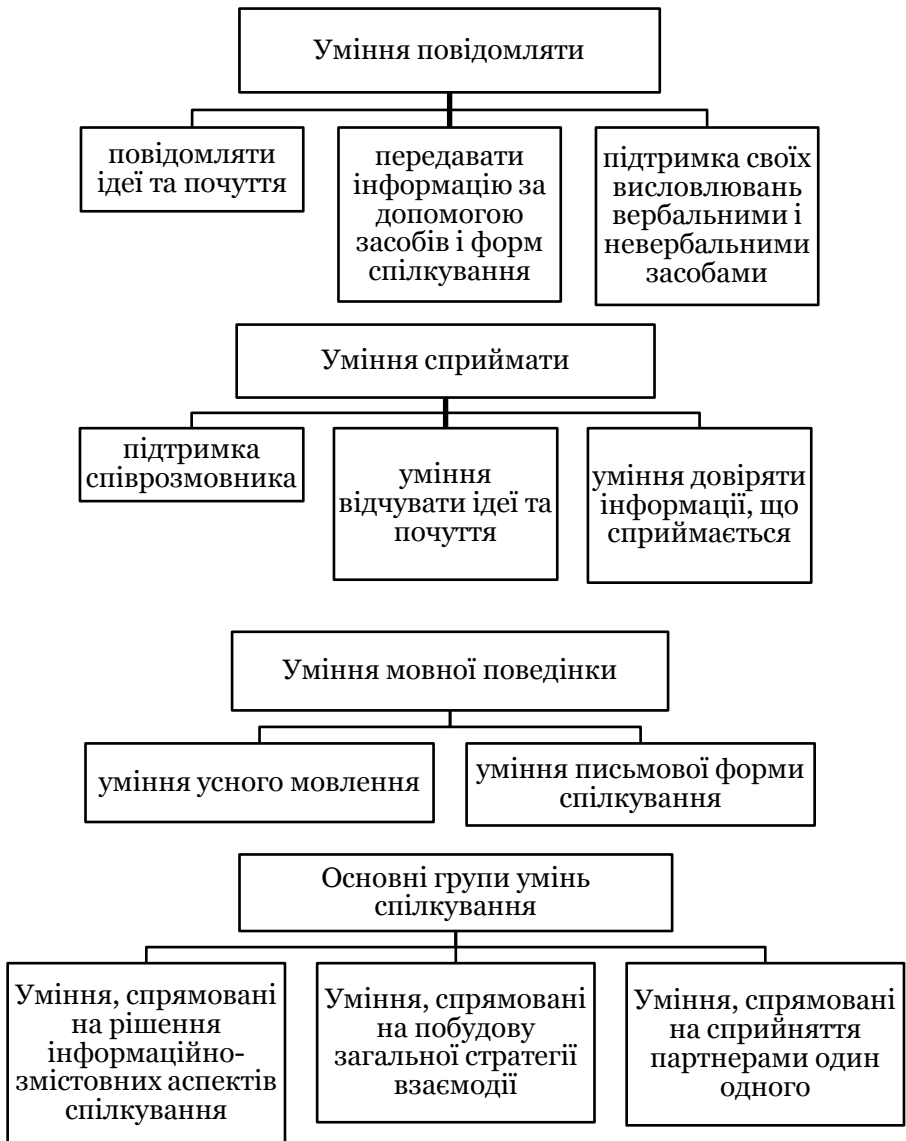 Уміння повідомляти
повідомляти
ідеї та почуття
передавати
інформацію за
допомогою
засобів і форм
спілкування
підтримка своїх
висловлювань
вербальними і
невербальними
засобами
Уміння сприймати
підтримка
співрозмовника
уміння
відчувати ідеї та
почуття
уміння довіряти
інформації, що
сприймається
Уміння мовної поведінки
уміння усного мовлення
уміння письмової форми
спілкування
Основні групи умінь
спілкування
Уміння, спрямовані
на рішення
інформаційно-
змістовних аспектів
спілкування
Уміння, спрямовані
на побудову
загальної стратегії
взаємодії
Уміння, спрямовані
на сприйняття
партнерами один
одного